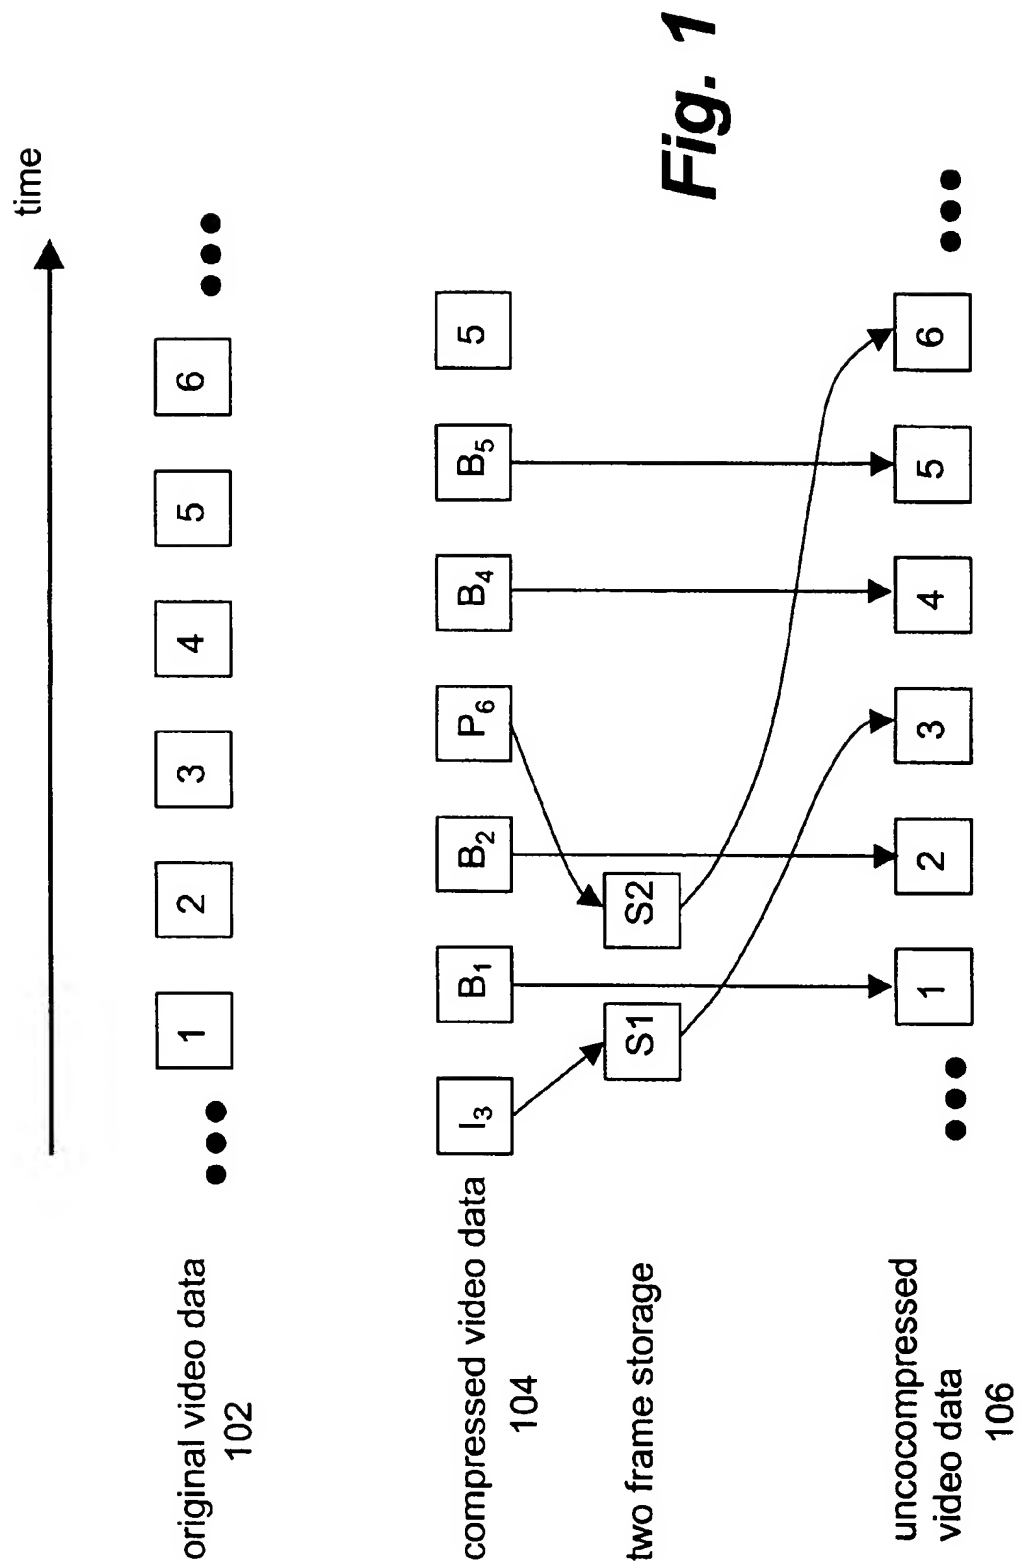 time
original video data
102
1 2 3 4 5 6
compressed video data
104
I3 B1 B2 P6 B4 B5 5
two frame storage
S1 S2
uncocompressed
video data
106
1 2 3 4 5 6
Fig. 1